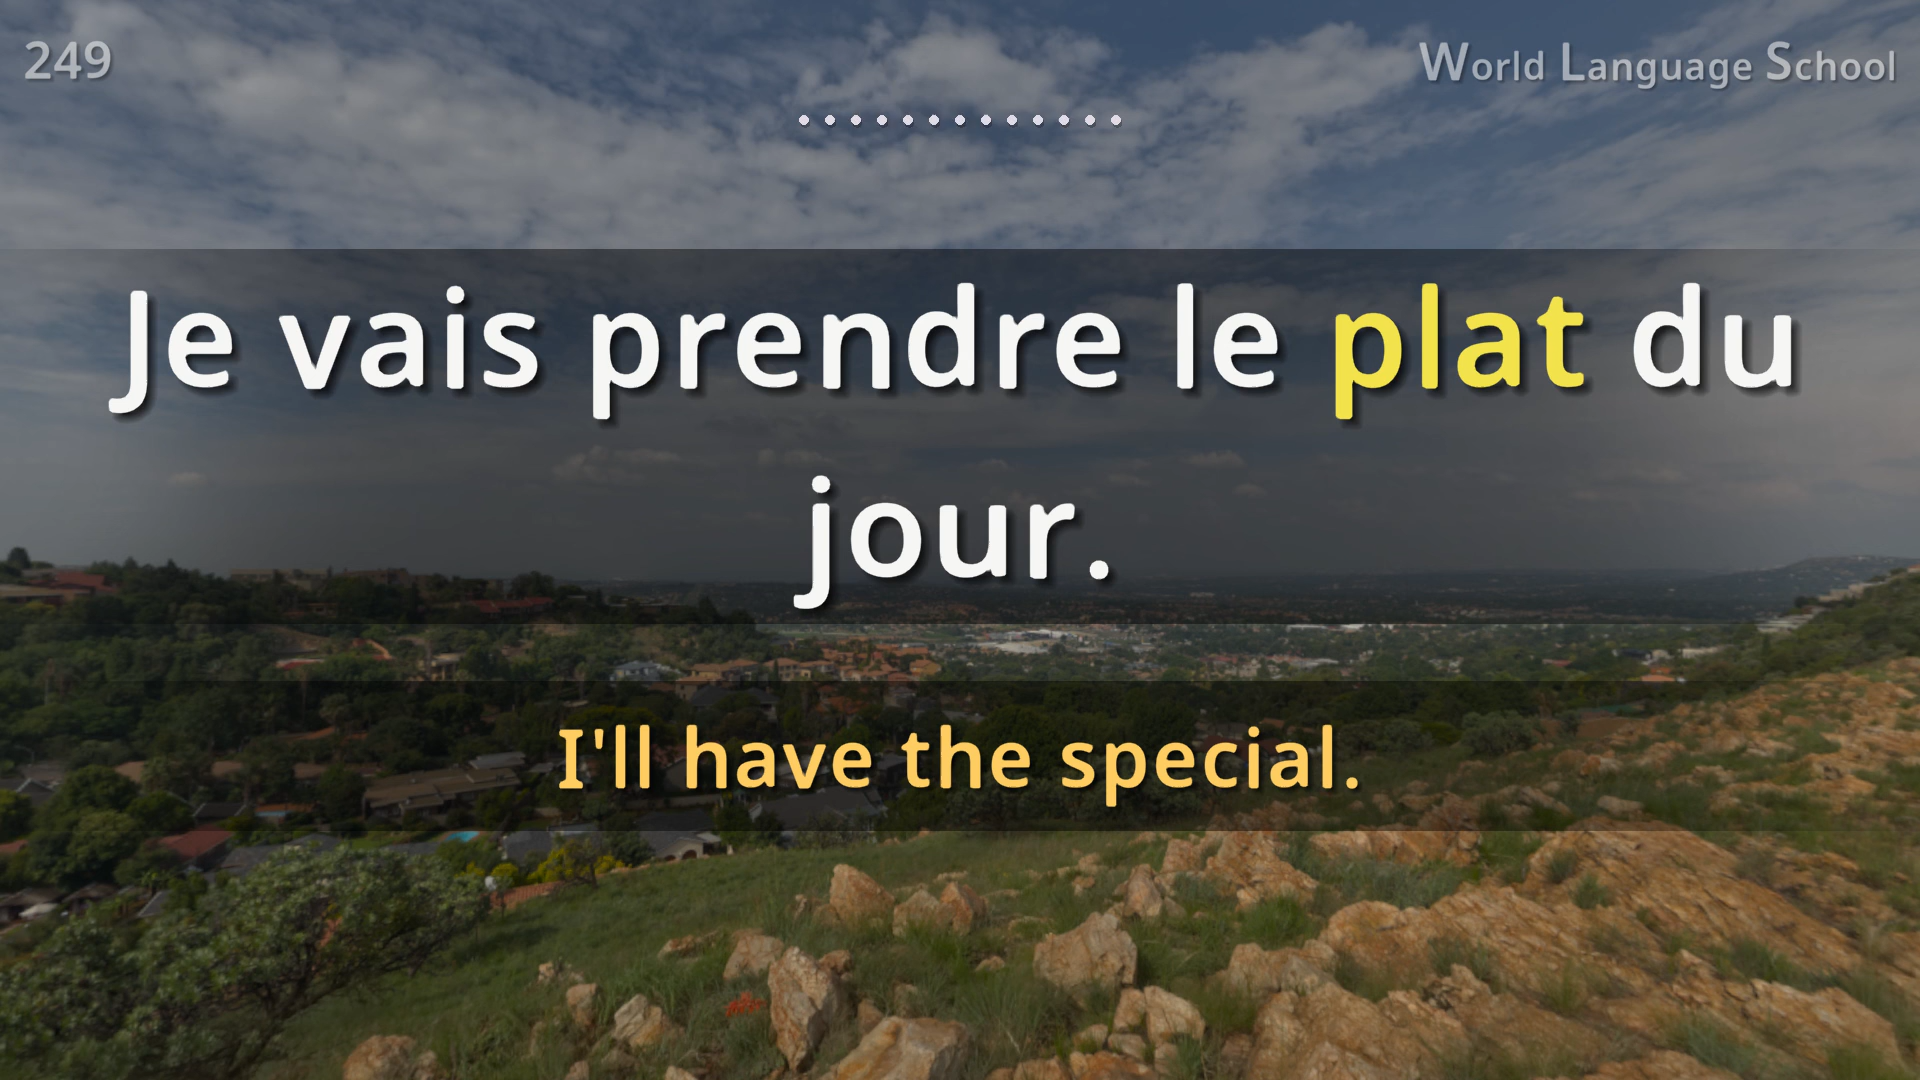 249
World Language School
Je vais prendre le plat du
jour.
I'll have the special.